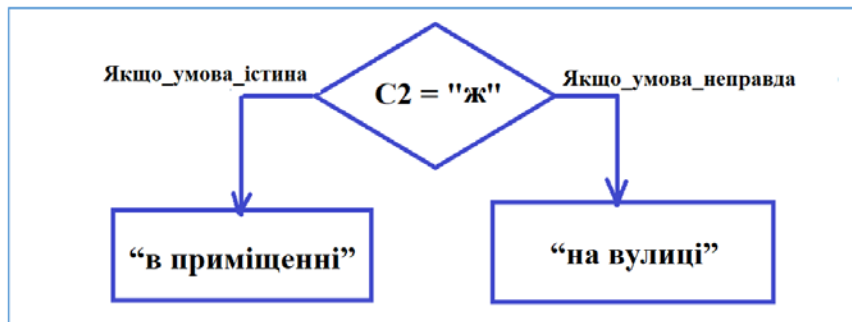 Якщо_умова_істина
C2 = "ж"
Якщо_умова_неправда
“в приміщенні”
“на вулиці”